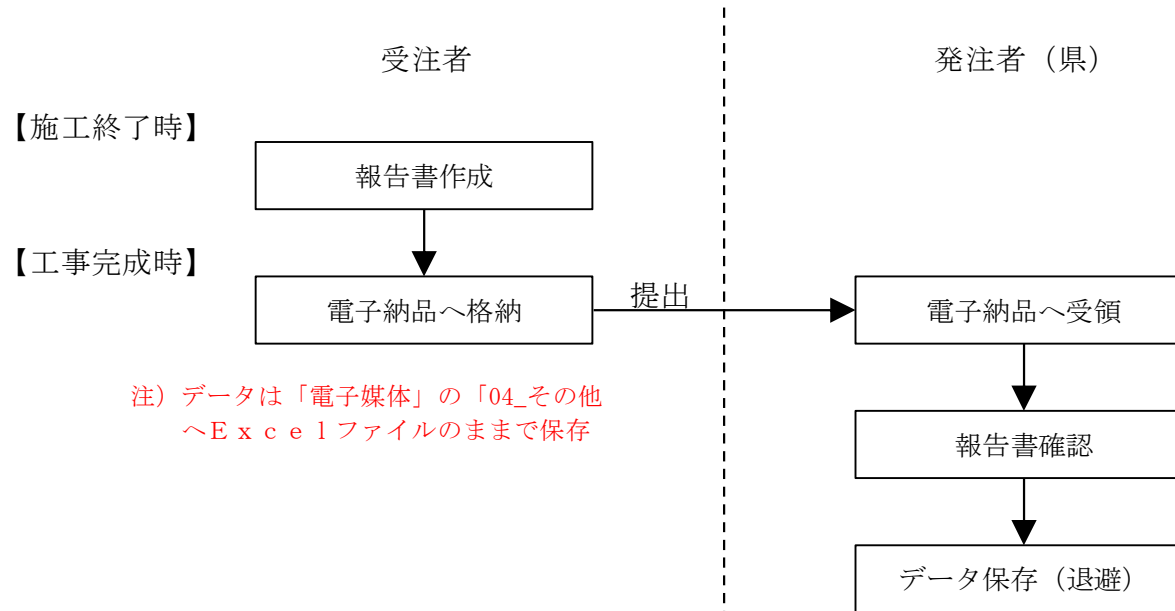 受注者
発注者（県）
【施工終了時】
報告書作成
【工事完成時】
電子納品へ格納
提出
電子納品へ受領
注）データは「電子媒体」の「04_その他
へＥｘｃｅｌファイルのままで保存
報告書確認
データ保存（退避）